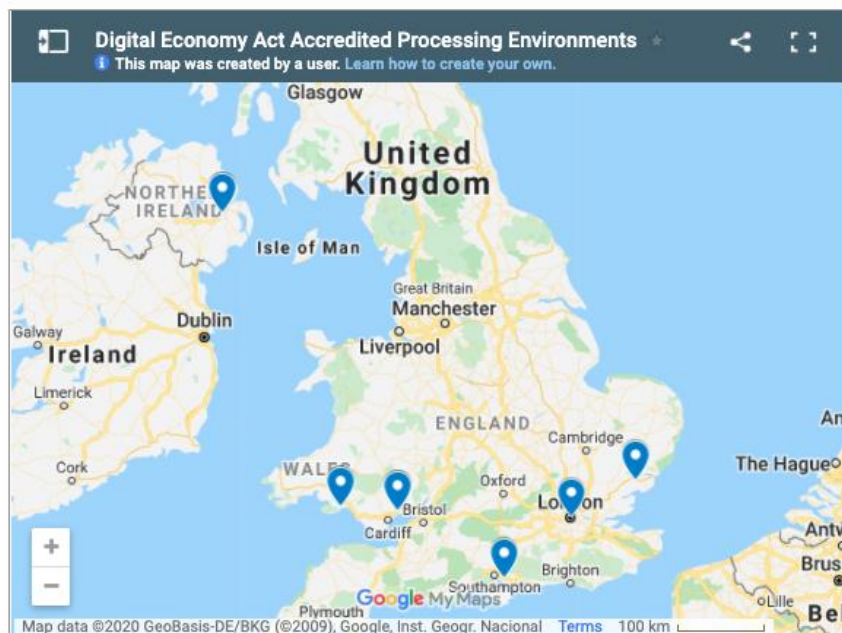 Digital Economy Act Accredited Processing Environments
This map was created by a user. Learn how to create your own.
Glasgow
United
Kingdom
NORTHE
IRELAND
Isle of Man
Great Britain
Manchester
Dublin
Galway
Liverpool
Ireland
Limerick
ENGLAND
Cambridge
An
The Hague
Cork
WALES
Oxford
London
Bristol
Cardiff
Antw
+
Brus
−
Southampton
Brighton
Lille
Google My Maps
Bel
Plymouth
Map data ©2020 GeoBasis-DE/BKG (©2009), Google, Inst. Geogr. Nacional Terms 100 km